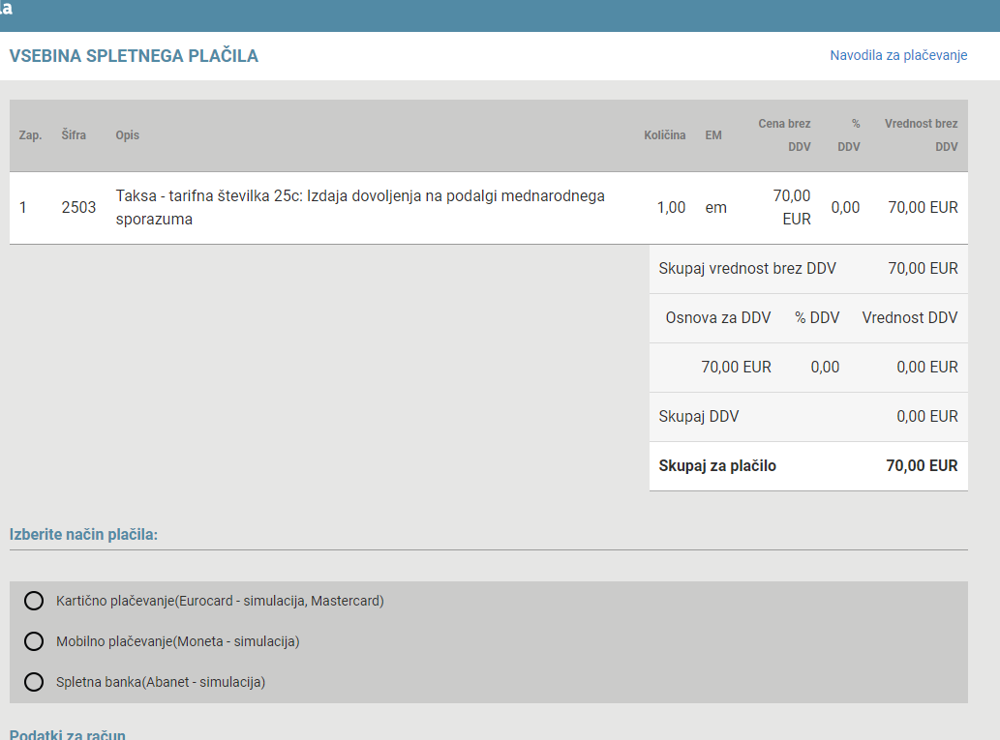 la
VSEBINA SPLETNEGA PLAČILA
Navodila za plačevanje
Zap. Šifra Opis Količina EM Cena brez DDV % DDV Vrednost brez DDV
1 2503 Taksa - tarifna številka 25c: Izdaja dovoljenja na podalgi mednarodnega
sporazuma
1,00 em 70,00 EUR 0,00 70,00 EUR
Skupaj vrednost brez DDV 70,00 EUR
Osnova za DDV % DDV Vrednost DDV
70,00 EUR 0,00 0,00 EUR
Skupaj DDV 0,00 EUR
Skupaj za plačilo 70,00 EUR
Izberite način plačila:
Kartično plačevanje(Eurocard - simulacija, Mastercard)
Mobilno plačevanje(Moneta - simulacija)
Spletna banka(Abanet - simulacija)
Podatki za račun